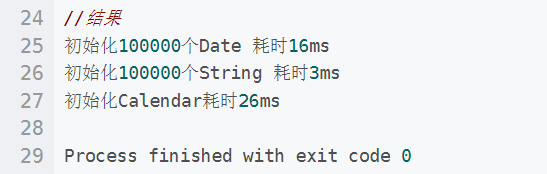 24 //结果
25 初始化100000个Date 耗时16ms
26 初始化100000个String 耗时3ms
27 初始化Calendar耗时26ms
28
29 Process finished with exit code 0